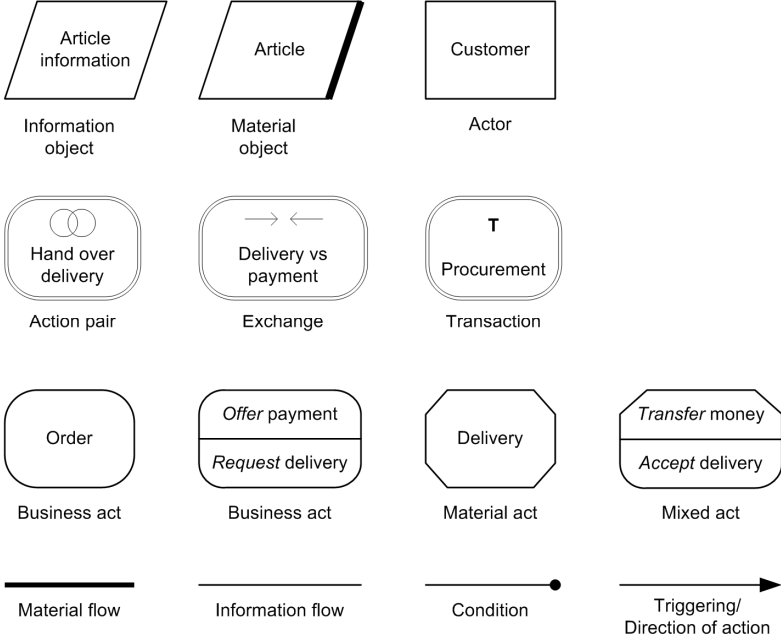 Article
information
Article
Customer
Information
object
Material
object
Actor
Hand over
delivery
Delivery vs
payment
T
Procurement
Action pair
Exchange
Transaction
Order
Offer payment
Request delivery
Delivery
Transfer money
Accept delivery
Business act
Business act
Material act
Mixed act
Material flow
Information flow
Condition
Triggering/
Direction of action